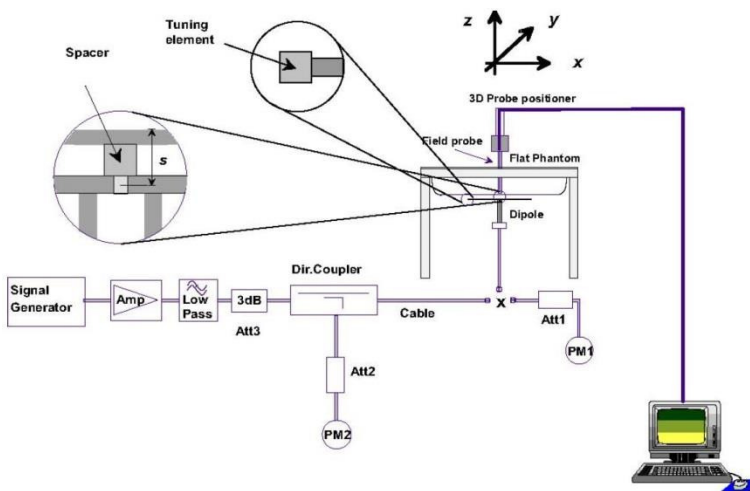 Tuning
element
Spacer
s
z
y
x
3D Probe positioner
Field probe
Flat Phantom
Dipole
Signal
Generator
Amp
Low
Pass
3dB
Att3
Dir.Coupler
Cable
x
Att1
PM1
Att2
PM2